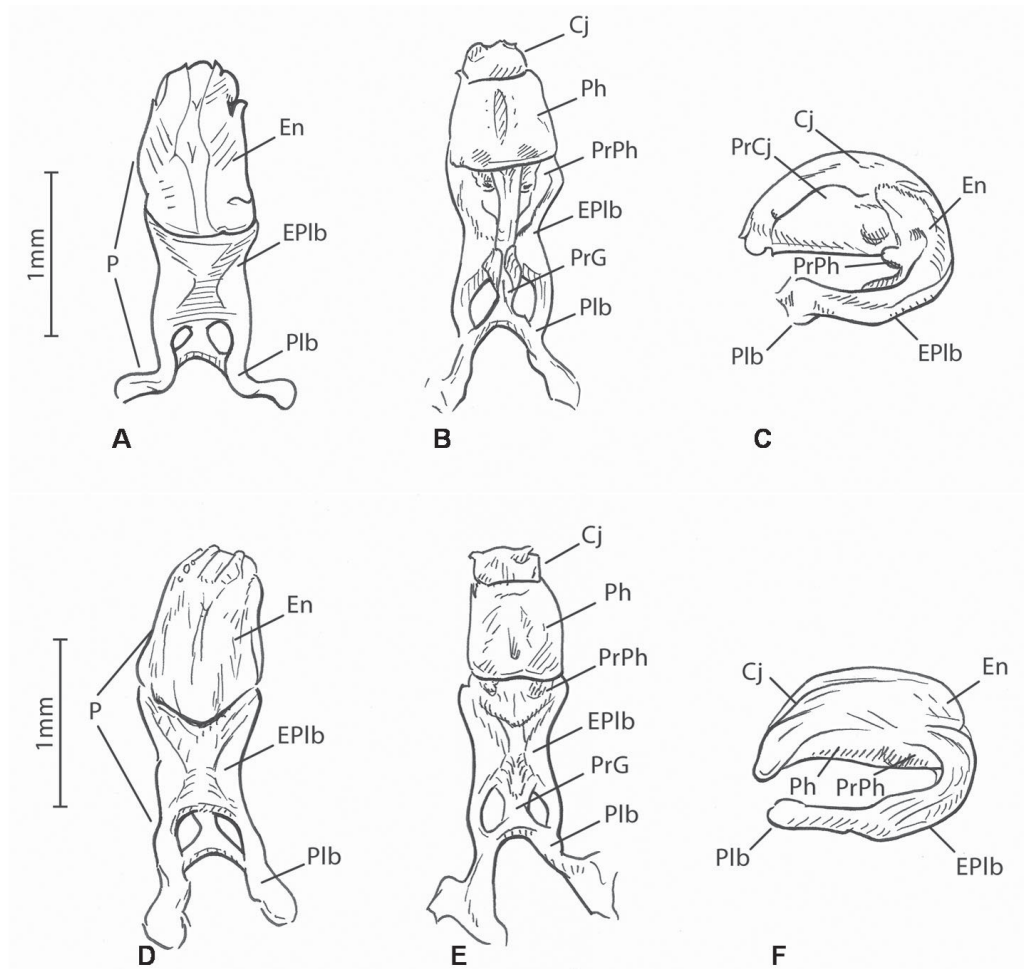 En
EPlb
P
Plb
1mm
A
Cj
Ph
PrPh
EPlb
PrG
Plb
B
Cj
PrCj
En
PrPh
Plb
EPlb
C
En
P
EPlb
Plb
1mm
D
Cj
Ph
PrPh
EPlb
PrG
Plb
E
Cj
En
Ph PrPh
Plb
EPlb
F